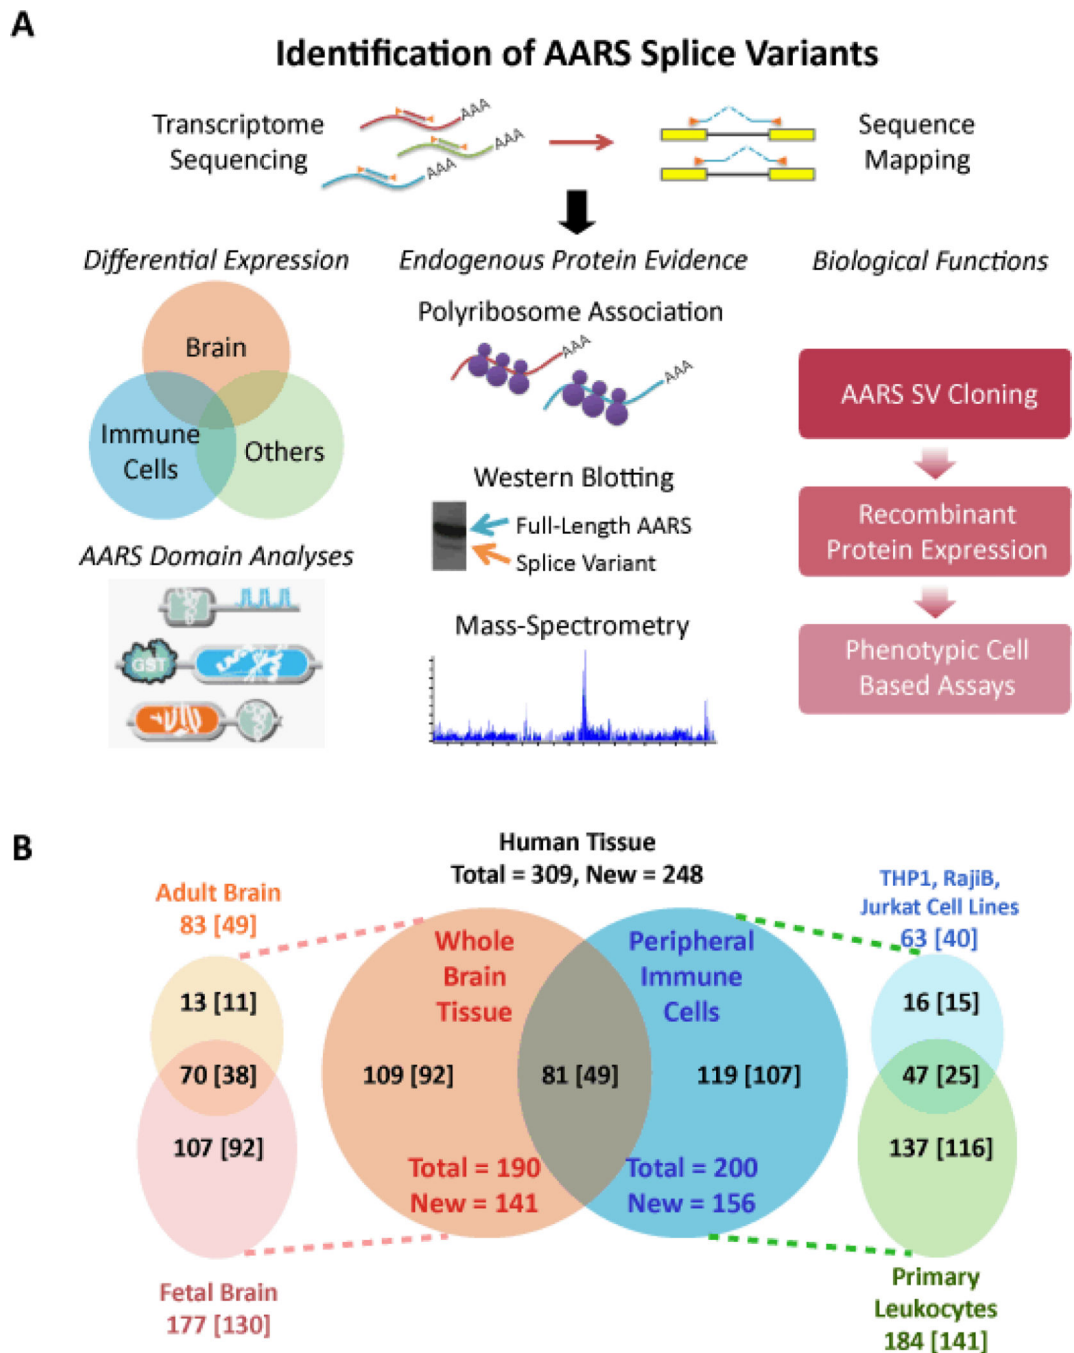 A
Identification of AARS Splice Variants
Transcriptome
Sequencing
AAA
AAA
AAA
Sequence
Mapping
Differential Expression
Brain
Immune
Cells
Others
AARS Domain Analyses
GST
Endogenous Protein Evidence
Polyribosome Association
AAA
AAA
Western Blotting
Full-Length AARS
Splice Variant
Mass-Spectrometry
Biological Functions
AARS SV Cloning
Recombinant
Protein Expression
Phenotypic Cell
Based Assays
B
Human Tissue
Total = 309, New = 248
Adult Brain
83 [49]
13 [11]
70 [38]
107 [92]
Fetal Brain
177 [130]
Whole
Brain
Tissue
109 [92]
Total = 190
New = 141
81 [49]
Peripheral
Immune
Cells
119 [107]
Total = 200
New = 156
THP1, RajiB,
Jurkat Cell Lines
63 [40]
16 [15]
47 [25]
137 [116]
Primary
Leukocytes
184 [141]